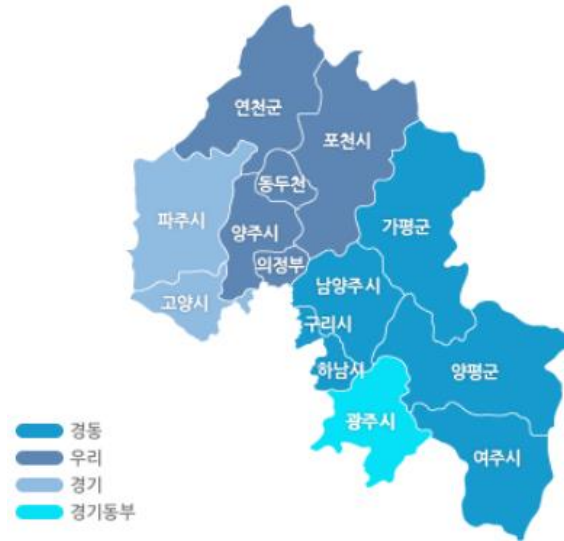 연천군
포천시
동두천
파주시
양주시
가평군
의정부
고양시
남양주시
구리시
하남시
양평군
광주시
여주시
경동
우리
경기
경기동부